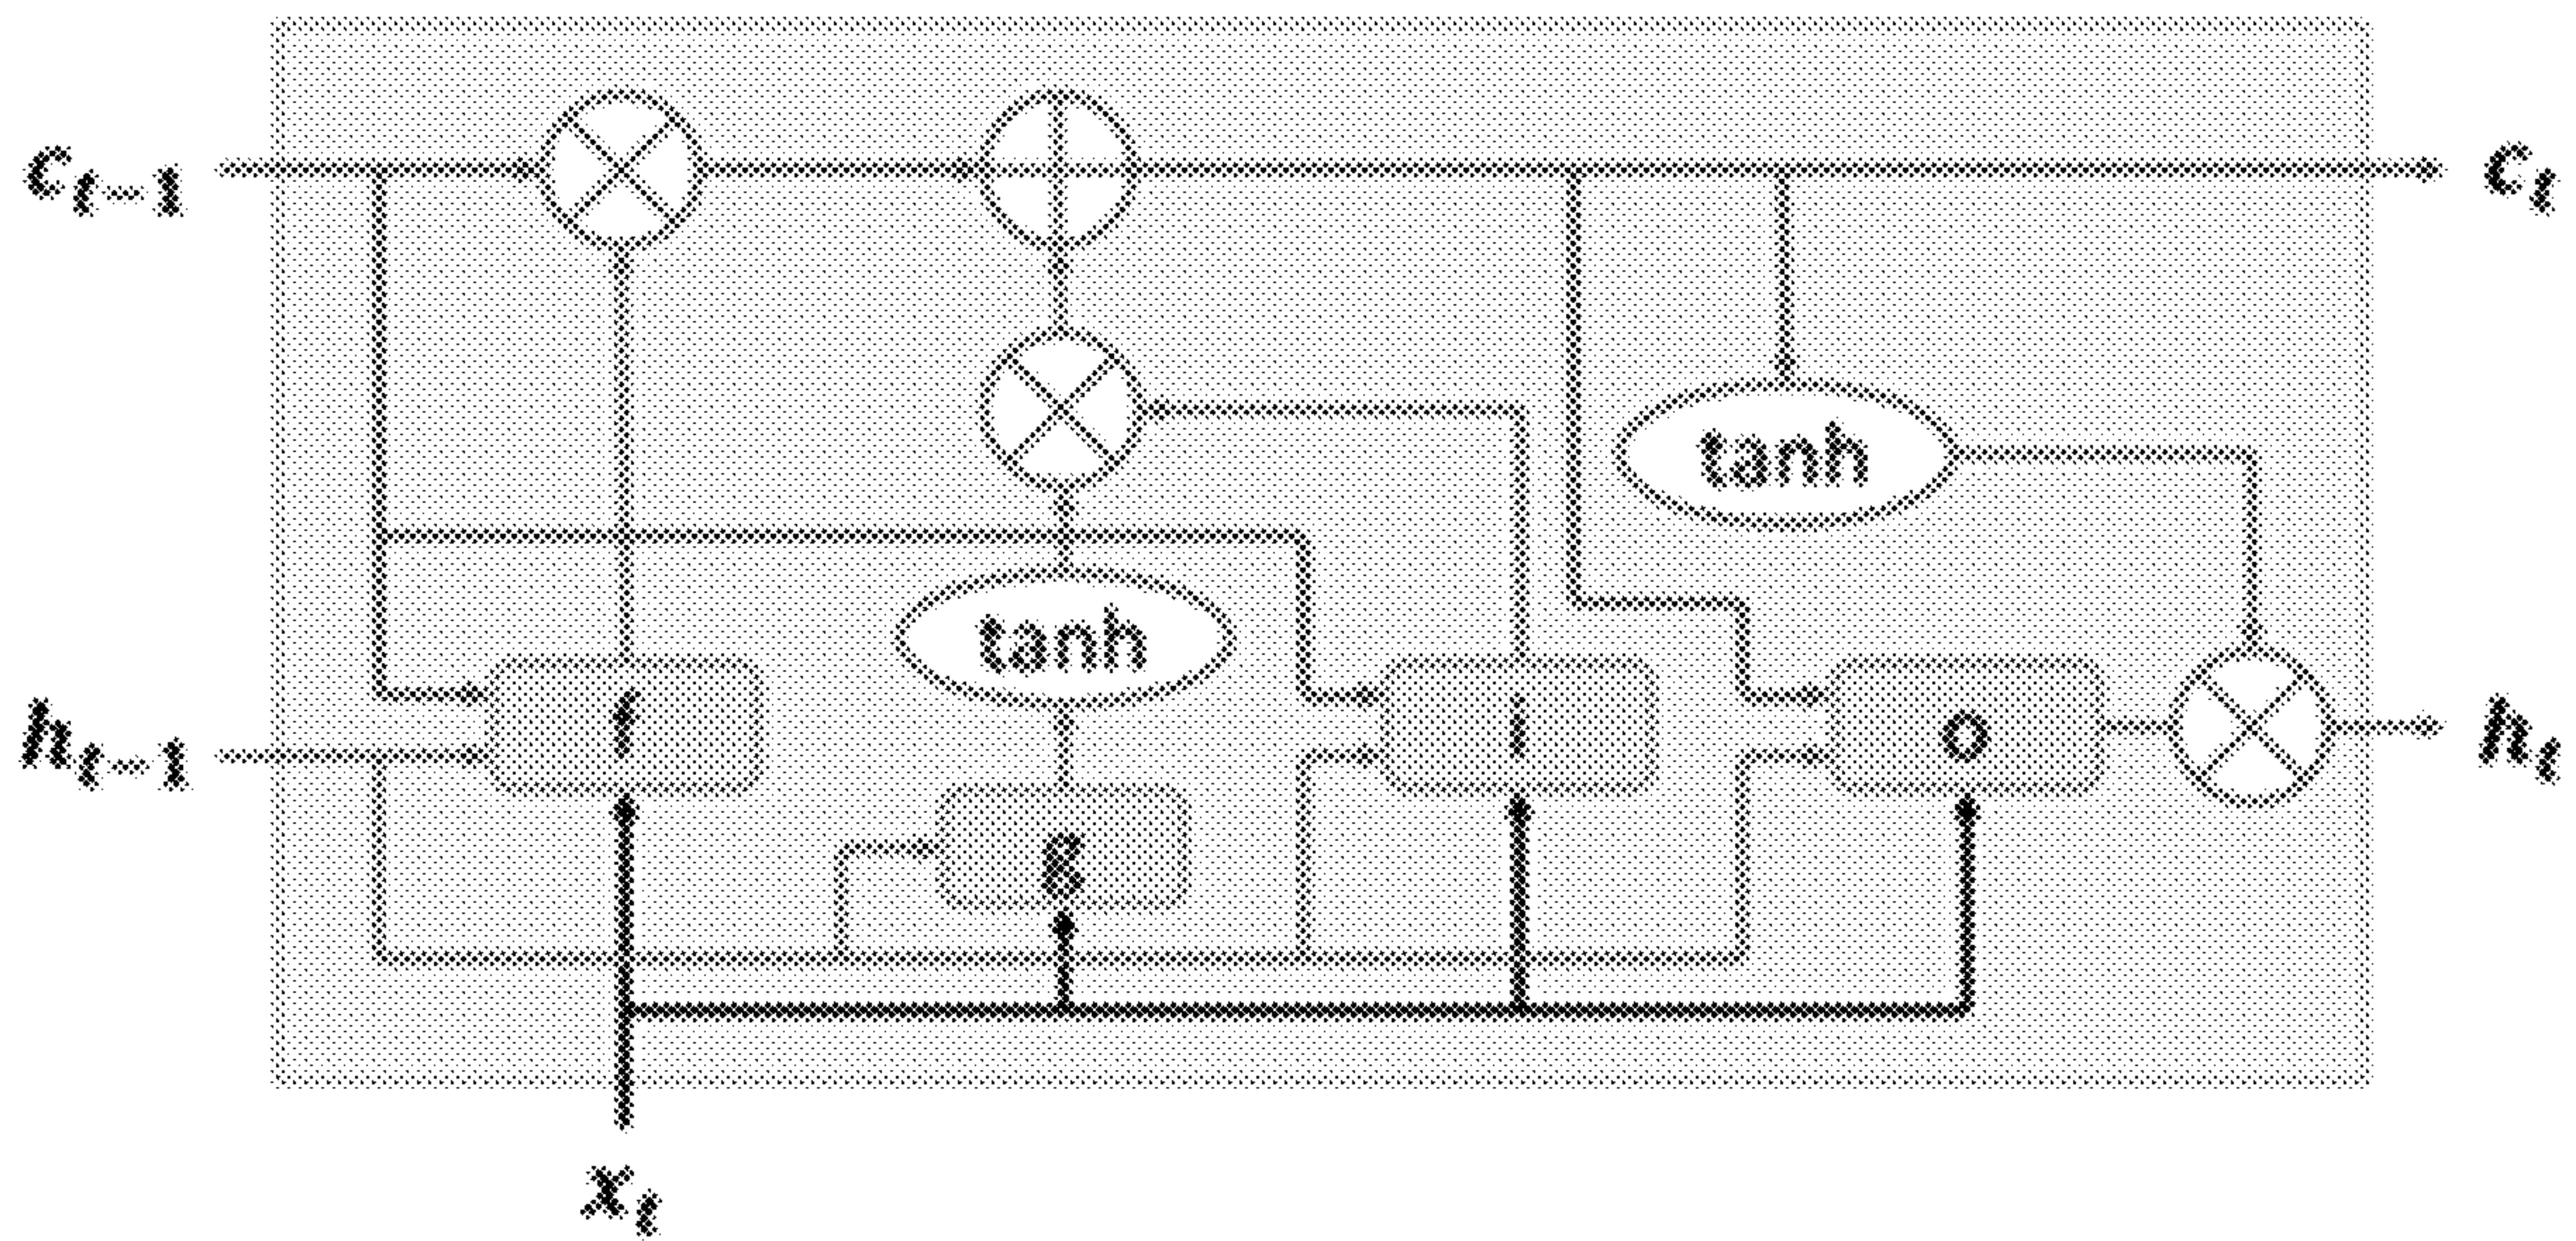 c_{t-1}
c_t
tanh
tanh
h_{t-1}
f
i
o
h_t
g
x_t